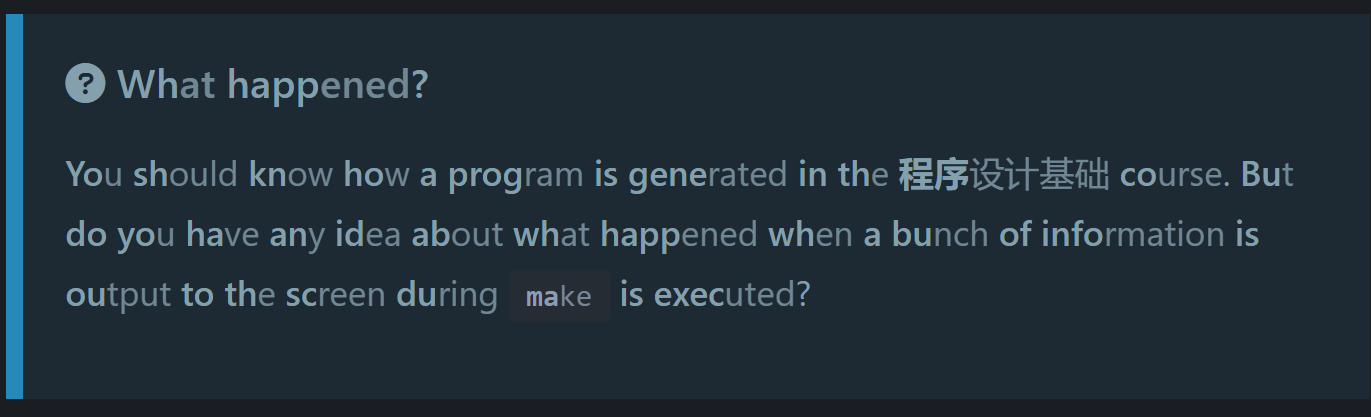 What happened?
You should know how a program is generated in the 程序设计基础 course. But
do you have any idea about what happened when a bunch of information is
output to the screen during make is executed?